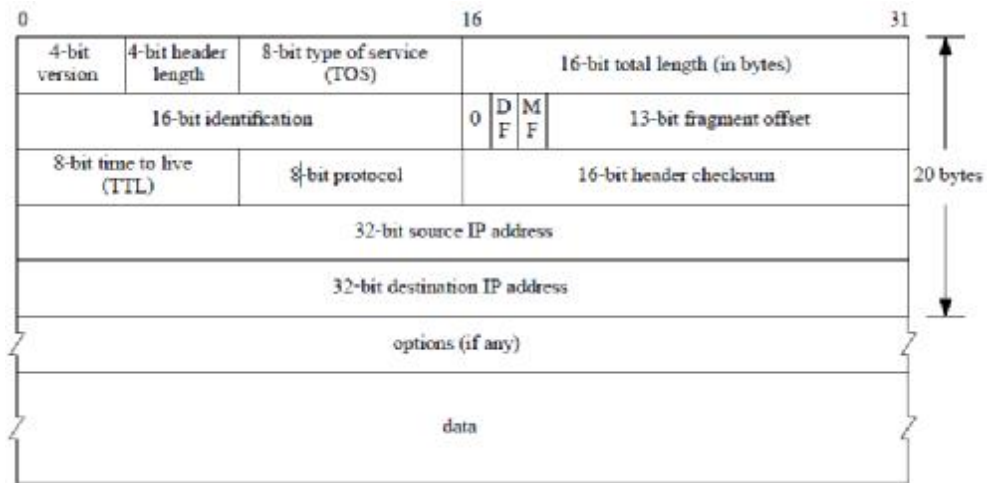 0 16 31
4-bit version
4-bit header length
8-bit type of service (TOS)
16-bit total length (in bytes)
16-bit identification
0
DF
MF
13-bit fragment offset
8-bit time to live (TTL)
8-bit protocol
16-bit header checksum
20 bytes
32-bit source IP address
32-bit destination IP address
options (if any)
data